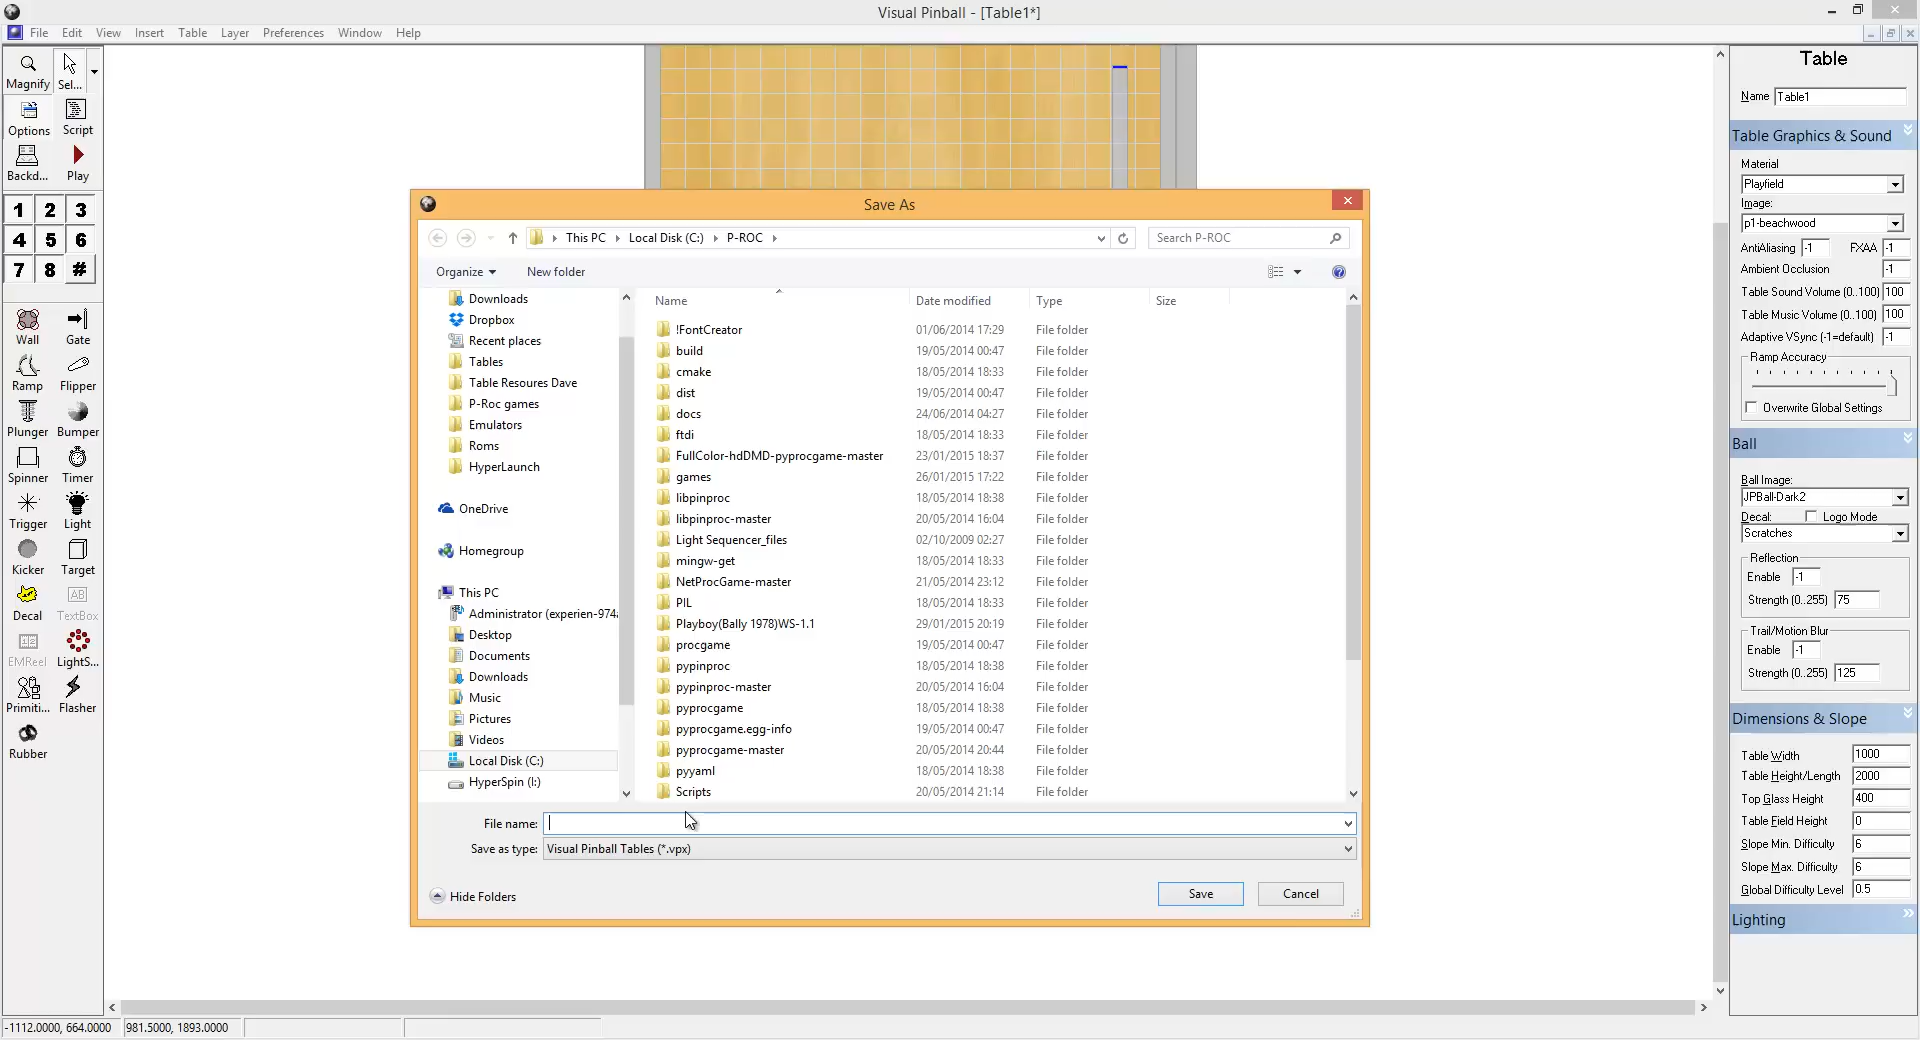 Visual Pinball - [Table1*]
File Edit View Insert Table Layer Preferences Window Help
Magnify Sel...
Options Script
Backd... Play
1 2 3
4 5 6
7 8 #
Wall Gate
Ramp Flipper
Plunger Bumper
Spinner Timer
Trigger Light
Kicker Target
Decal TextBox
EMReel LightS...
Primiti... Flasher
Rubber
Save As
This PC Local Disk (C:) P-ROC
Search P-ROC
Organize New folder
Downloads
Dropbox
Recent places
Tables
Table Resoures Dave
P-Roc games
Emulators
Roms
HyperLaunch
OneDrive
Homegroup
This PC
Administrator (experien-974
Desktop
Documents
Downloads
Music
Pictures
Videos
Local Disk (C:)
HyperSpin (I:)
Name Date modified Type Size
!FontCreator 01/06/2014 17:29 File folder
build 19/05/2014 00:47 File folder
cmake 18/05/2014 18:33 File folder
dist 19/05/2014 00:47 File folder
docs 24/06/2014 04:27 File folder
ftdi 18/05/2014 18:33 File folder
FullColor-hdDMD-pyprocgame-master 23/01/2015 18:37 File folder
games 26/01/2015 17:22 File folder
libpinproc 18/05/2014 18:38 File folder
libpinproc-master 20/05/2014 16:04 File folder
Light Sequencer_files 02/10/2009 02:27 File folder
mingw-get 18/05/2014 18:33 File folder
NetProcGame-master 21/05/2014 23:12 File folder
PIL 18/05/2014 18:33 File folder
Playboy(Bally 1978)WS-1.1 29/01/2015 20:19 File folder
procgame 19/05/2014 00:47 File folder
pypinproc 18/05/2014 18:38 File folder
pypinproc-master 20/05/2014 16:04 File folder
pyprocgame 18/05/2014 18:38 File folder
pyprocgame.egg-info 19/05/2014 00:47 File folder
pyprocgame-master 20/05/2014 20:44 File folder
pyyaml 18/05/2014 18:38 File folder
Scripts 20/05/2014 21:14 File folder
File name:
Save as type: Visual Pinball Tables (*.vpx)
Hide Folders Save Cancel
Table
Name Table1
Table Graphics & Sound
Material
Playfield
Image:
p1-beachwood
AntiAliasing -1 FXAA -1
Ambient Occlusion -1
Table Sound Volume (0..100) 100
Table Music Volume (0..100) 100
Adaptive VSync (-1=default) -1
Ramp Accuracy
Overwrite Global Settings
Ball
Ball Image:
JPBall-Dark2
Decal: Logo Mode
Scratches
Reflection
Enable -1
Strength (0..255) 75
Trail/Motion Blur
Enable -1
Strength (0..255) 125
Dimensions & Slope
Table Width 1000
Table Height/Length 2000
Top Glass Height 400
Table Field Height 0
Slope Min. Difficulty 6
Slope Max. Difficulty 6
Global Difficulty Level 0.5
Lighting
-1112.0000, 664.0000 981.5000, 1893.0000